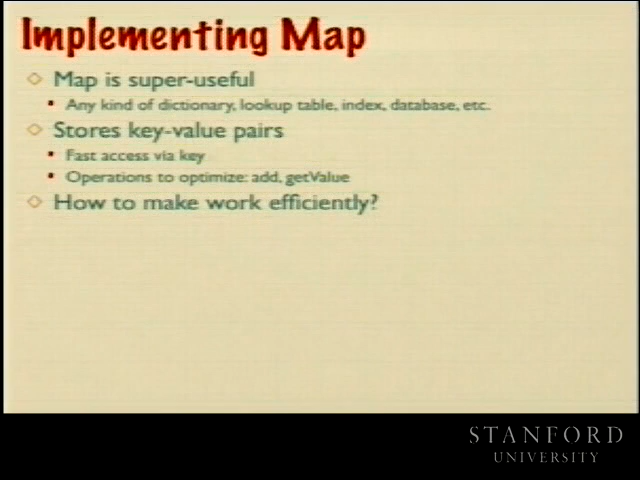 Implementing Map
Map is super-useful
Any kind of dictionary, lookup table, index, database, etc.
Stores key-value pairs
Fast access via key
Operations to optimize: add, getValue
How to make work efficiently?
STANFORD
UNIVERSITY